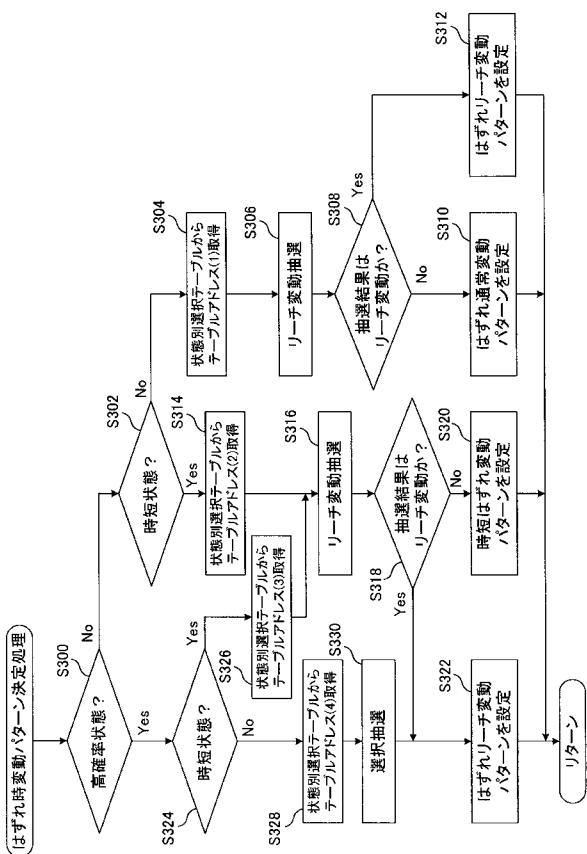 はずれ時変動パターン決定処理
S300
高確率状態?
No
Yes
S302
時短状態?
No
Yes
S304
状態別選択テーブルから
テーブルアドレス(1)取得
S306
リーチ変動抽選
S308
抽選結果は
リーチ変動か?
Yes
No
S310
はずれ通常変動
パターンを設定
S312
はずれリーチ変動
パターンを設定
S314
状態別選択テーブルから
テーブルアドレス(2)取得
S316
リーチ変動抽選
S318
抽選結果は
リーチ変動か?
Yes
No
S320
時短はずれ変動
パターンを設定
S324
時短状態?
Yes
No
S326
状態別選択テーブルから
テーブルアドレス(3)取得
S328
状態別選択テーブルから
テーブルアドレス(4)取得
S330
選択抽選
S322
はずれリーチ変動
パターンを設定
リターン